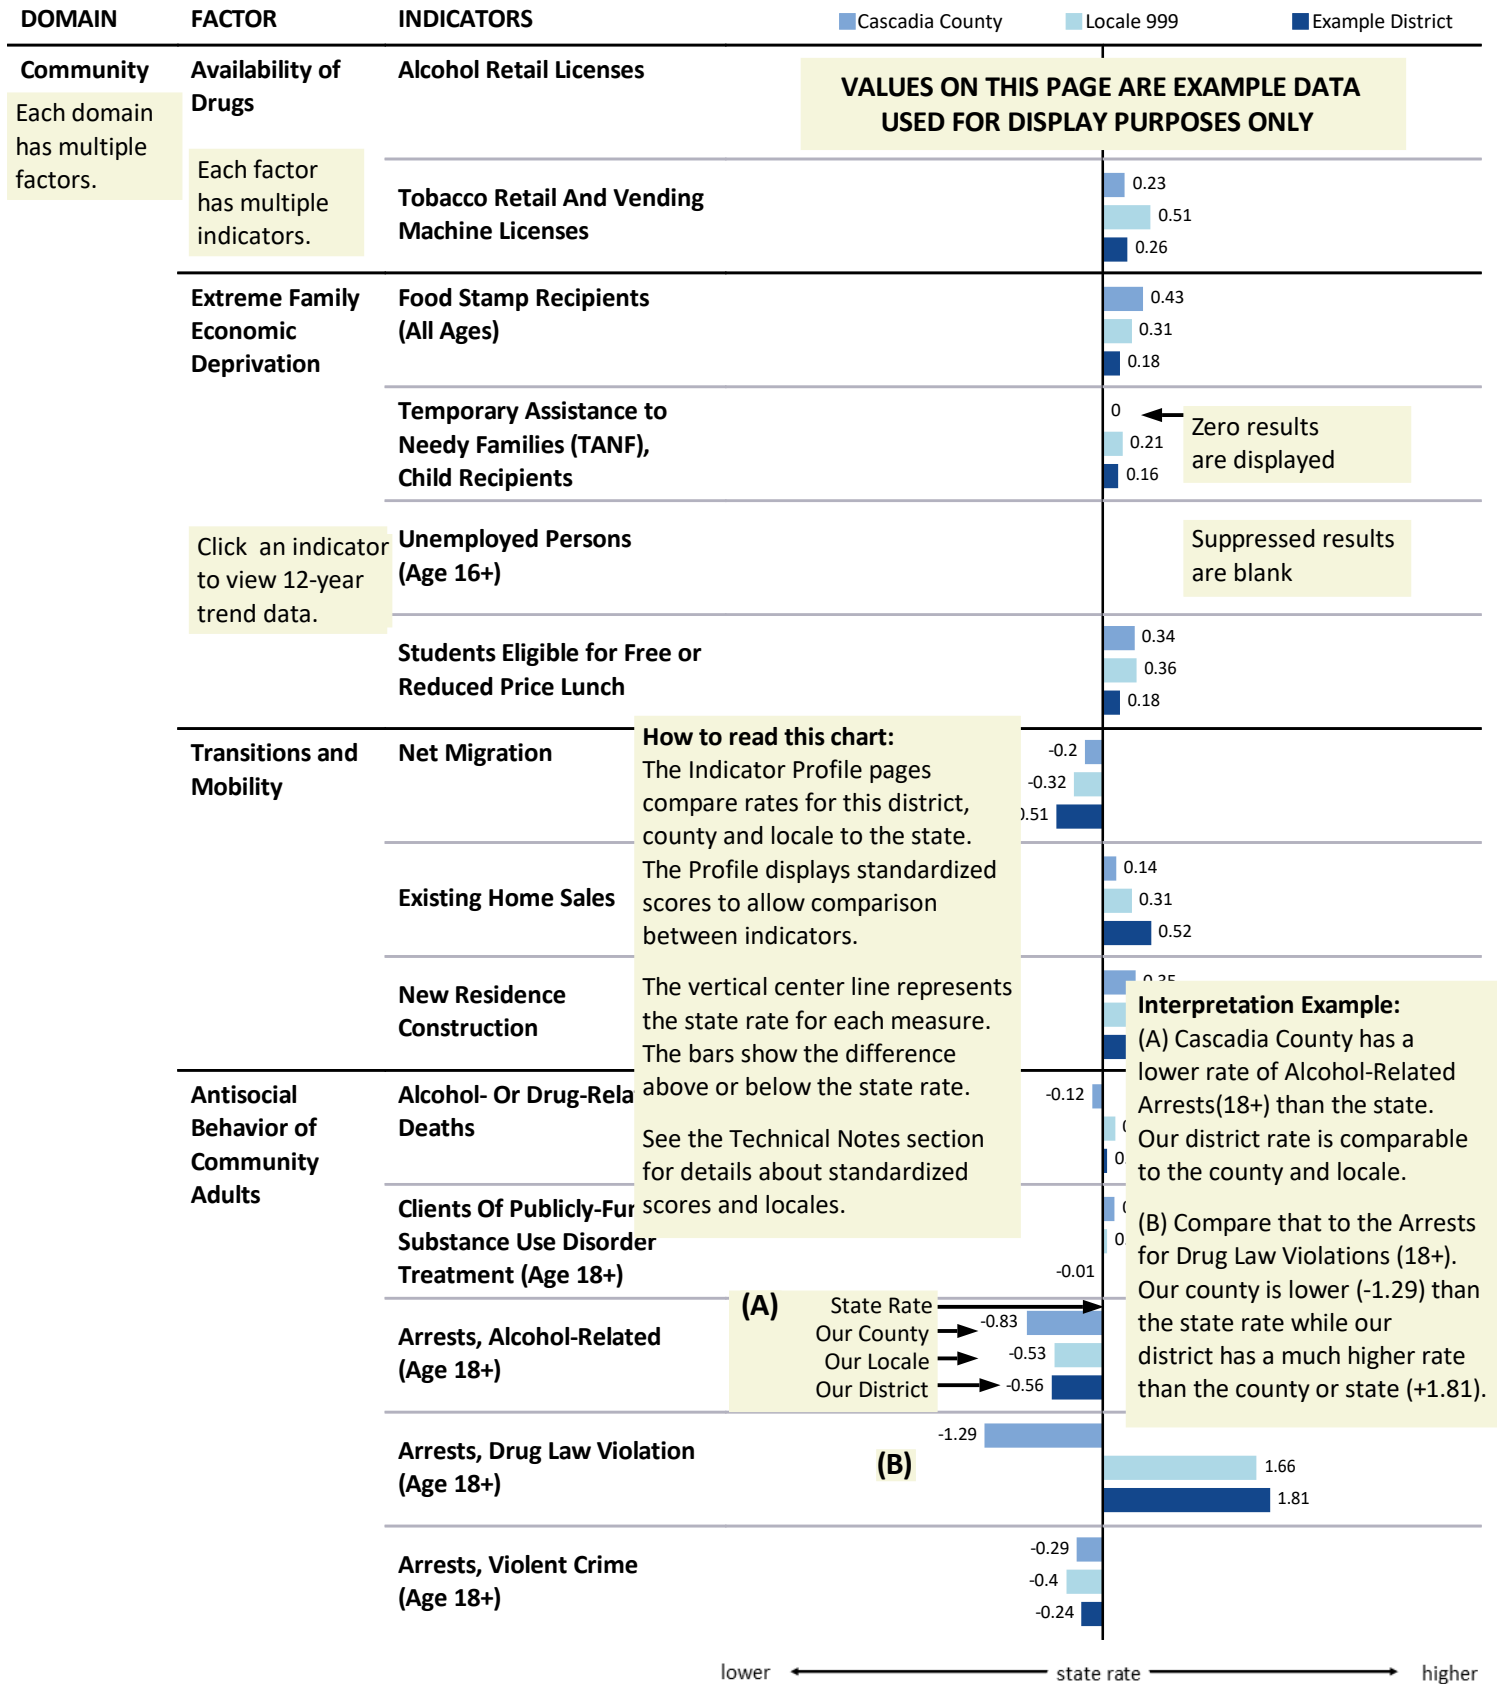 DOMAIN FACTOR INDICATORS Cascadia County Locale 999 Example District
Community
Each domain
has multiple
factors.
Availability of
Drugs
Each factor
has multiple
indicators.
Alcohol Retail Licenses
VALUES ON THIS PAGE ARE EXAMPLE DATA
USED FOR DISPLAY PURPOSES ONLY
Tobacco Retail And Vending
Machine Licenses
0.23
0.51
0.26
Extreme Family
Economic
Deprivation
Food Stamp Recipients
(All Ages)
0.43
0.31
0.18
Temporary Assistance to
Needy Families (TANF),
Child Recipients
0
0.21
0.16
Zero results
are displayed
Click an indicator
to view 12-year
trend data.
Unemployed Persons
(Age 16+)
Suppressed results
are blank
Students Eligible for Free or
Reduced Price Lunch
0.34
0.36
0.18
Transitions and
Mobility
Net Migration
-0.2
-0.32
.51
How to read this chart:
The Indicator Profile pages
compare rates for this district,
county and locale to the state.
The Profile displays standardized
scores to allow comparison
between indicators.
The vertical center line represents
the state rate for each measure.
The bars show the difference
above or below the state rate.
See the Technical Notes section
for details about standardized
scores and locales.
Existing Home Sales
0.14
0.31
0.52
New Residence
Construction
Interpretation Example:
(A) Cascadia County has a
lower rate of Alcohol-Related
Arrests(18+) than the state.
Our district rate is comparable
to the county and locale.
(B) Compare that to the Arrests
for Drug Law Violations (18+).
Our county is lower (-1.29) than
the state rate while our
district has a much higher rate
than the county or state (+1.81).
Antisocial
Behavior of
Community
Adults
Alcohol- Or Drug-Rela
Deaths
-0.12
Clients Of Publicly-Fu
Substance Use Disorder
Treatment (Age 18+)
-0.01
Arrests, Alcohol-Related
(Age 18+)
(A) State Rate
Our County -0.83
Our Locale -0.53
Our District -0.56
Arrests, Drug Law Violation
(Age 18+)
(B)
-1.29
1.66
1.81
Arrests, Violent Crime
(Age 18+)
-0.29
-0.4
-0.24
lower state rate higher